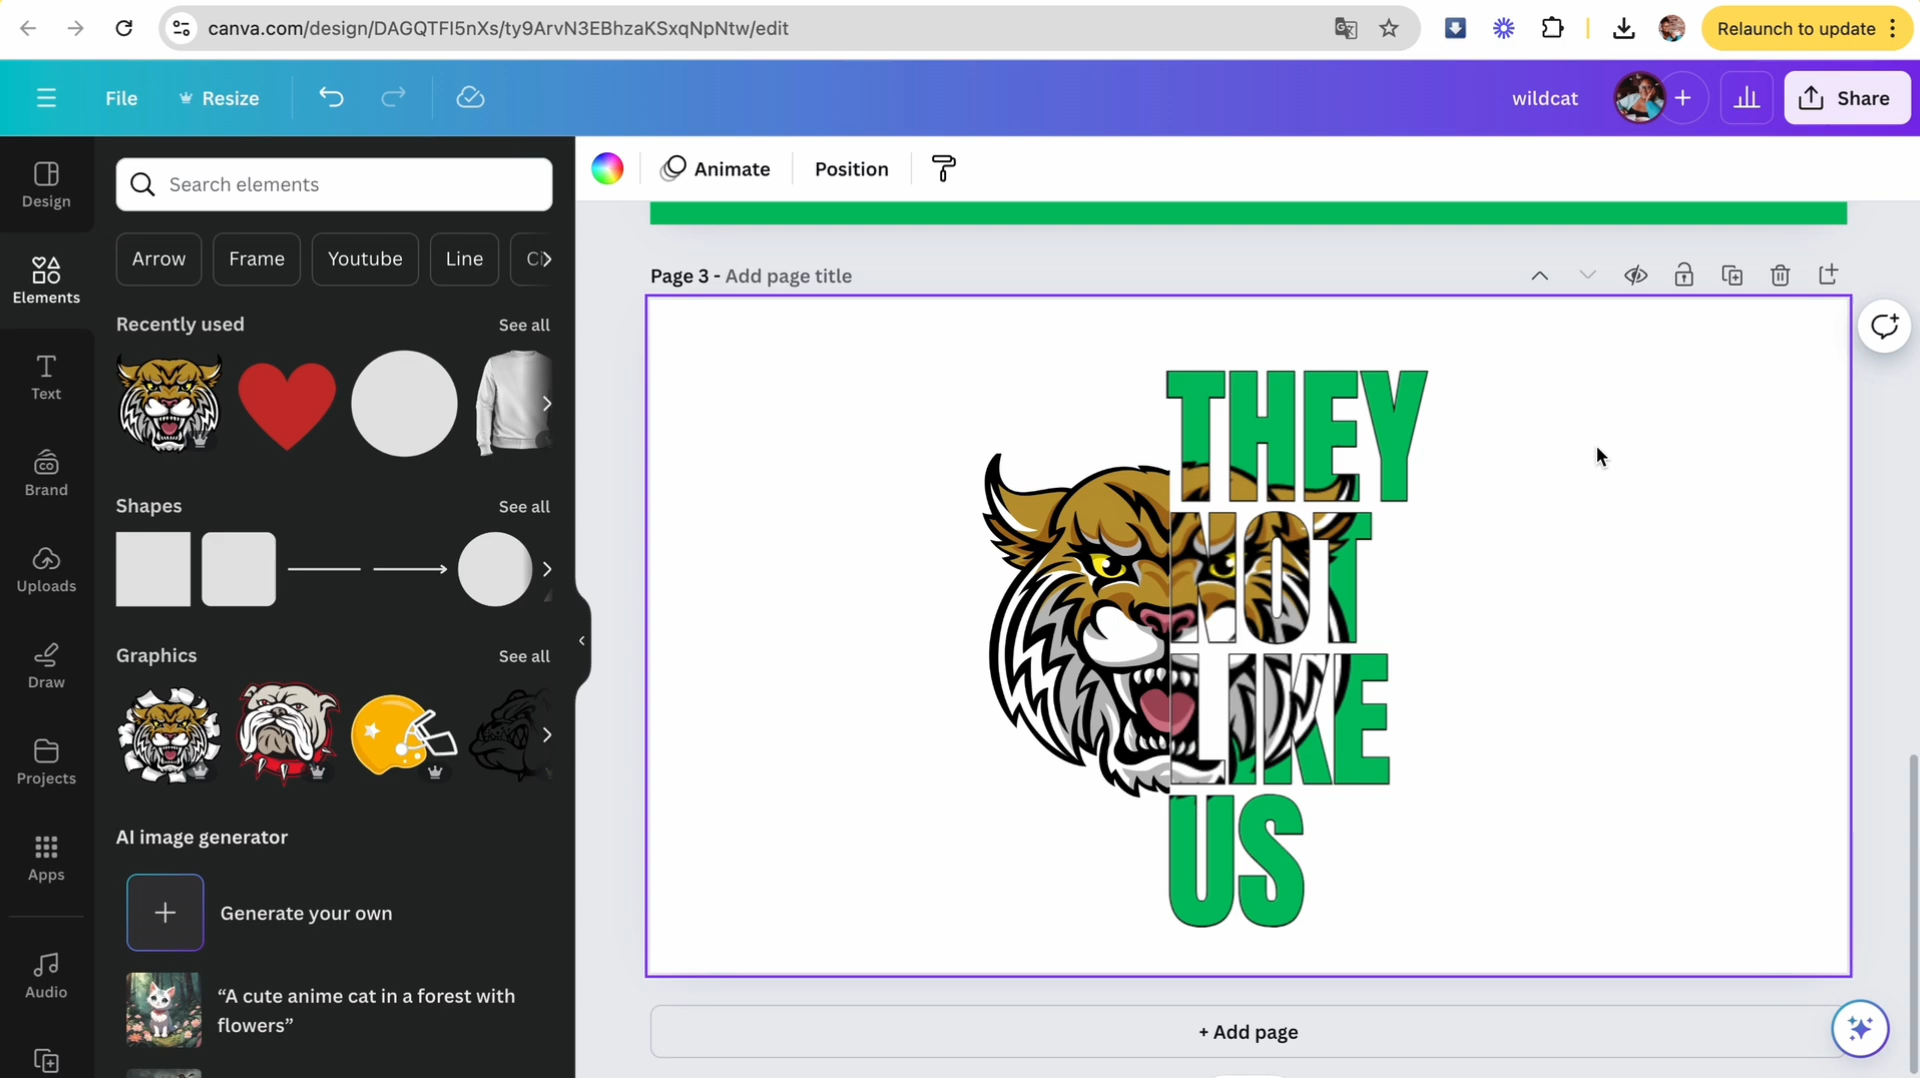 canva.com/design/DAGQTFI5nXs/ty9ArvN3EBhzaKSxqNpNtw/edit
Relaunch to update
File
Resize
wildcat
Share
Design
Elements
Text
Brand
Uploads
Draw
Projects
Apps
Audio
Search elements
Arrow
Frame
Youtube
Line
Recently used
See all
Shapes
See all
Graphics
See all
AI image generator
Generate your own
“A cute anime cat in a forest with
flowers”
Animate
Position
Page 3 - Add page title
THEY
NOT
LIKE
US
+ Add page